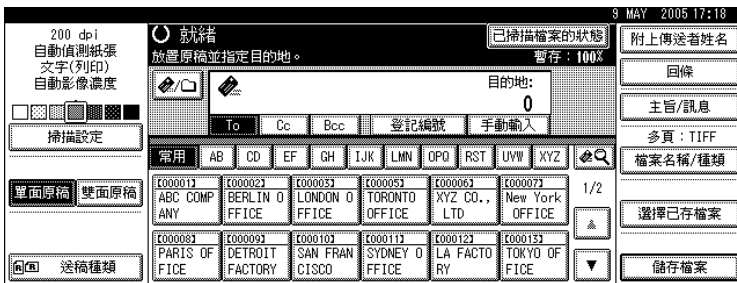 9 MAY 2005 17:18
200 dpi
自動偵測紙張
文字(列印)
自動影像濃度
掃描設定
單面原稿 雙面原稿
送稿種類
就緒
已掃描檔案的狀態
放置原稿並指定目的地。
暫存：100%
目的地:
0
To Cc Bcc 登記編號 手動輸入
常用 AB CD EF GH IJK LMN OPQ RST UVW XYZ
[00001] [00002] [00003] [00005] [00006] [00007]
ABC COMP BERLIN O LONDON O TORONTO XYZ CO., New York
ANY FFICE FFICE OFFICE LTD OFFICE
1/2
[00008] [00009] [00010] [00011] [00012] [00013]
PARIS OF DETROIT SAN FRAN SYDNEY O LA FACTO TOKYO OF
FICE FACTORY CISCO FFICE RY FICE
附上傳送者姓名
回條
主旨/訊息
多頁：TIFF
檔案名稱/種類
選擇已存檔案
儲存檔案